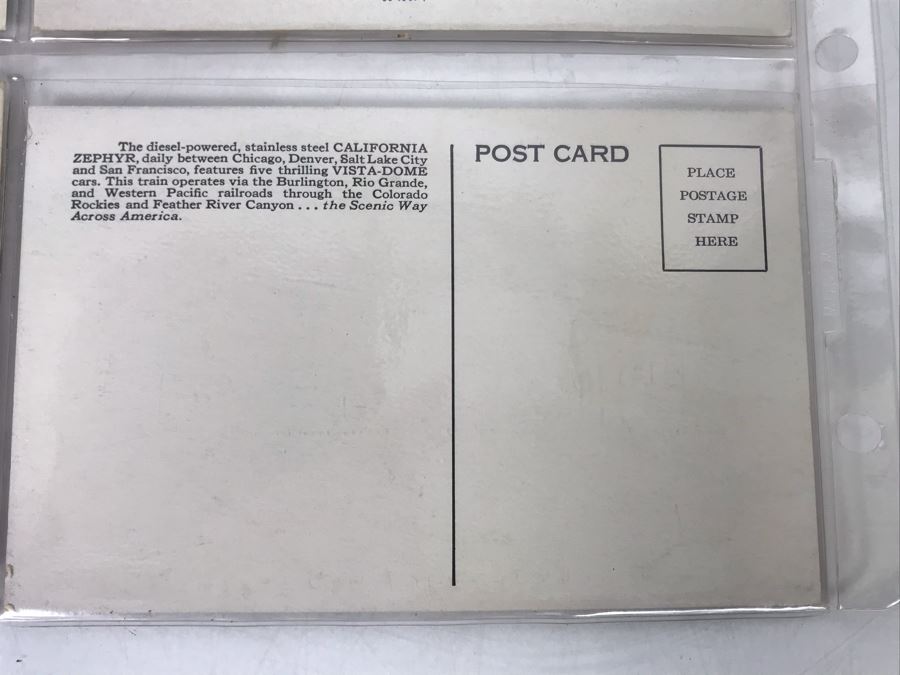 The diesel-powered, stainless steel CALIFORNIA
ZEPHYR, daily between Chicago, Denver, Salt Lake City
and San Francisco, features five thrilling VISTA-DOME
cars. This train operates via the Burlington, Rio Grande,
and Western Pacific railroads through the Colorado
Rockies and Feather River Canyon . . . the Scenic Way
Across America.
POST CARD
PLACE
POSTAGE
STAMP
HERE